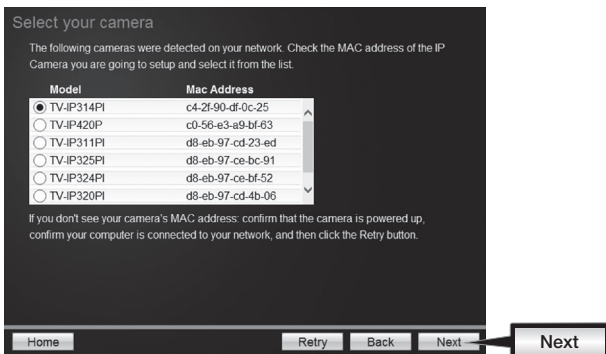 Select your camera
The following cameras were detected on your network. Check the MAC address of the IP
Camera you are going to setup and select it from the list.
Model Mac Address
TV-IP314PI c4-2f-90-df-0c-25
TV-IP420P c0-56-e3-a9-bf-63
TV-IP311PI d8-eb-97-cd-23-ed
TV-IP325PI d8-eb-97-ce-bc-91
TV-IP324PI d8-eb-97-ce-bf-52
TV-IP320PI d8-eb-97-cd-4b-06
If you don't see your camera's MAC address: confirm that the camera is powered up,
confirm your computer is connected to your network, and then click the Retry button.
Home Retry Back Next Next